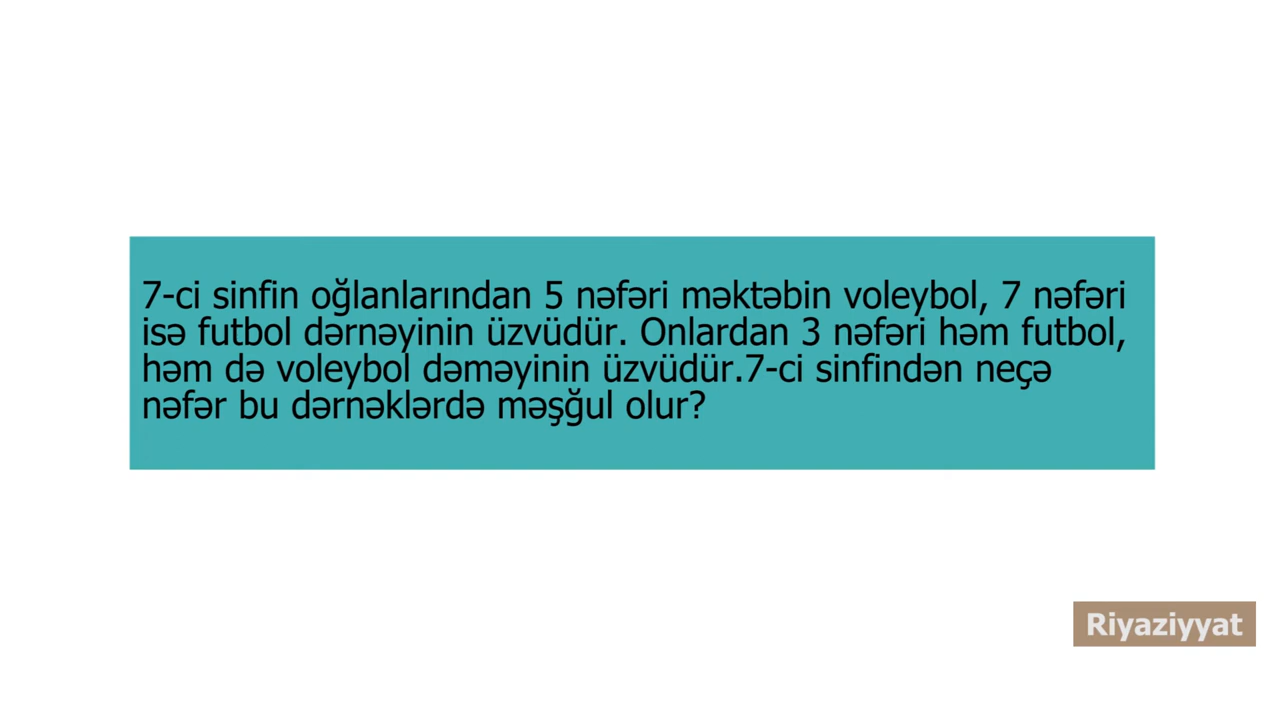 7-ci sinfin oğlanlarından 5 nəfəri məktəbin voleybol, 7 nəfəri
isə futbol dərnəyinin üzvüdür. Onlardan 3 nəfəri həm futbol,
həm də voleybol dəməyinin üzvüdür.7-ci sinfindən neçə
nəfər bu dərnəklərdə məşğul olur?
Riyaziyyat